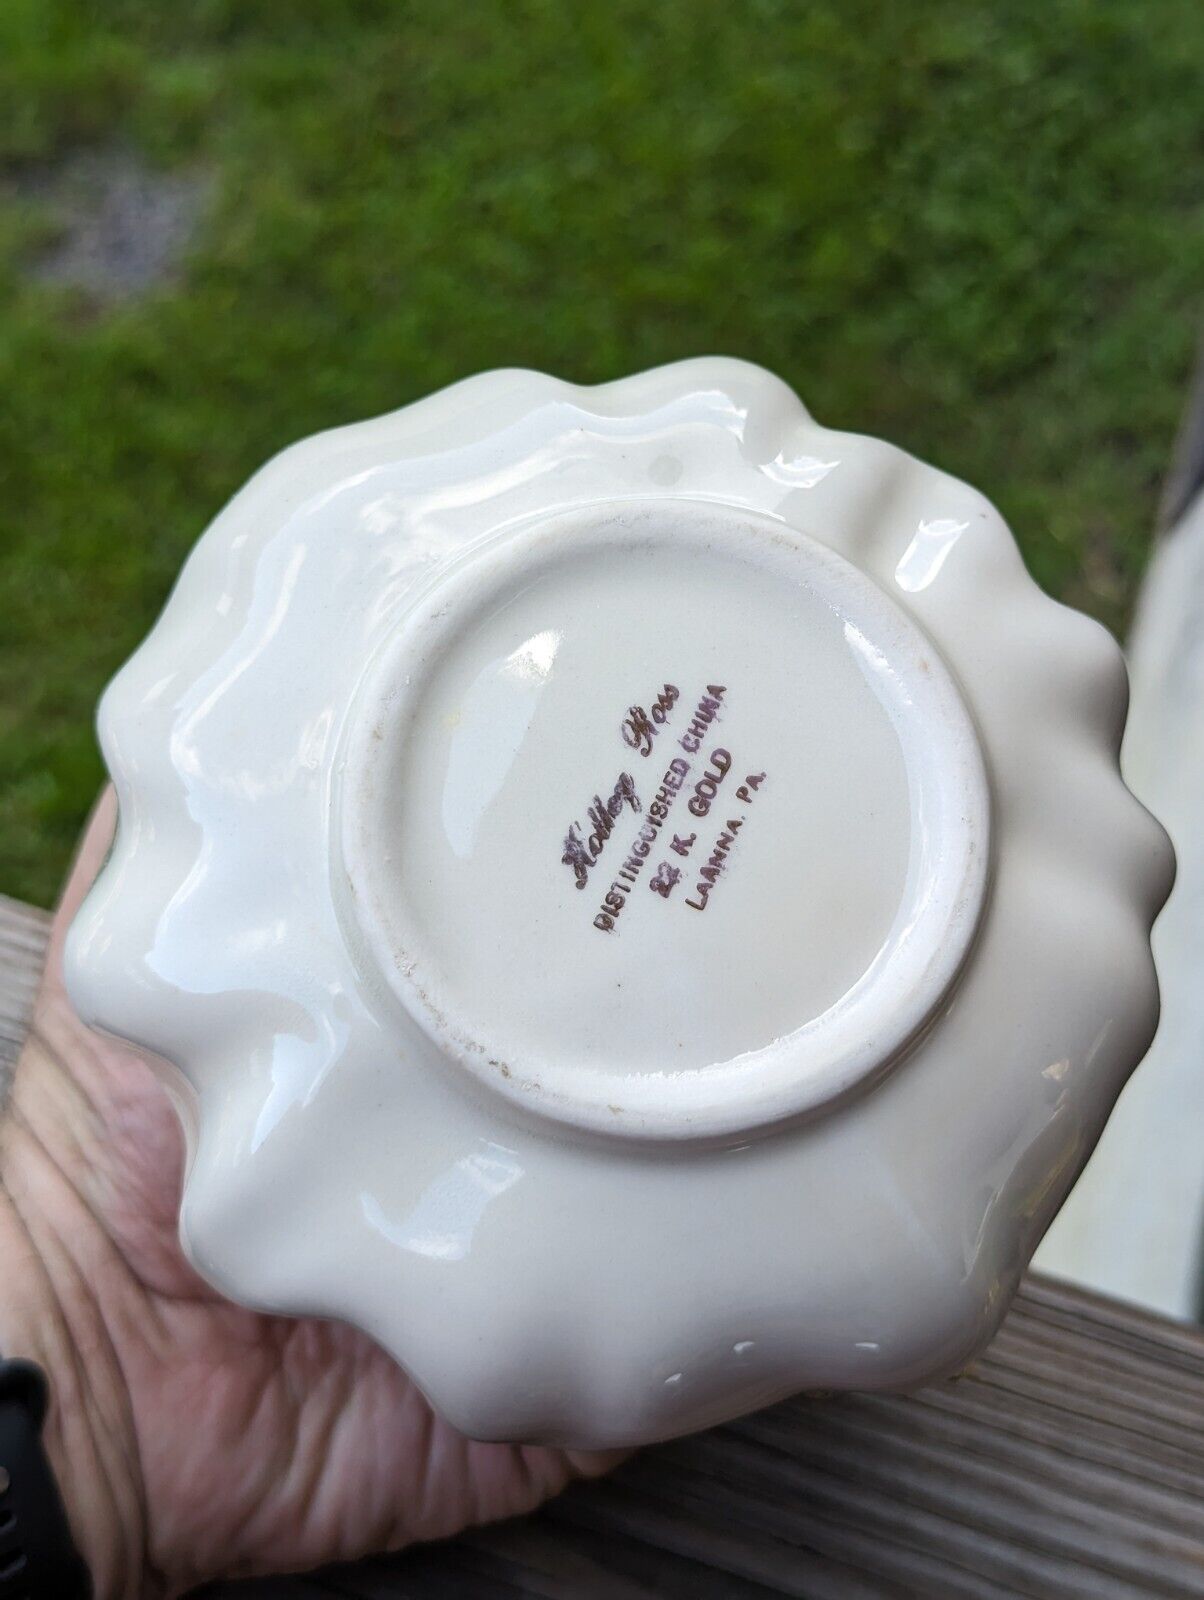 Holley Ross
DISTINGUISHED CHINA
22 K. GOLD
LAANNA, PA.